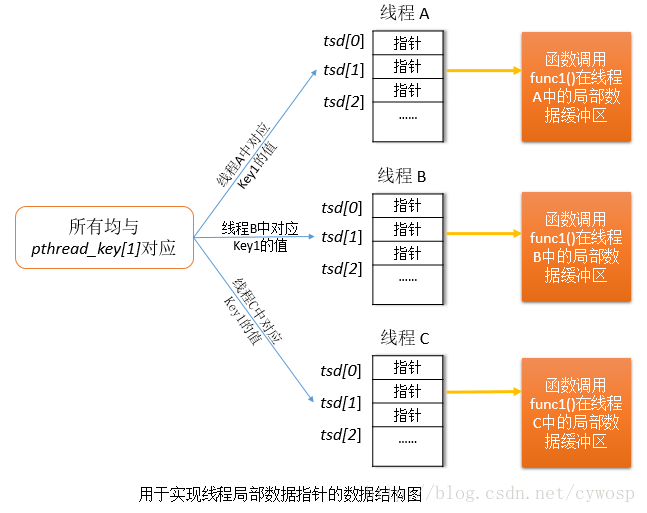 线程 A
tsd[0]
tsd[1]
tsd[2]
指针
指针
指针
……
函数调用
func1()在线程
A中的局部数
据缓冲区
线程A中对应
Key1的值
所有均与
pthread_key[1]对应
线程B中对应
Key1的值
线程 B
tsd[0]
tsd[1]
tsd[2]
指针
指针
指针
……
函数调用
func1()在线程
B中的局部数
据缓冲区
线程C中对应
Key1的值
线程 C
tsd[0]
tsd[1]
tsd[2]
指针
指针
指针
……
函数调用
func1()在线程
C中的局部数
据缓冲区
用于实现线程局部数据指针的数据结构图
//blog.csdn.net/cywosp